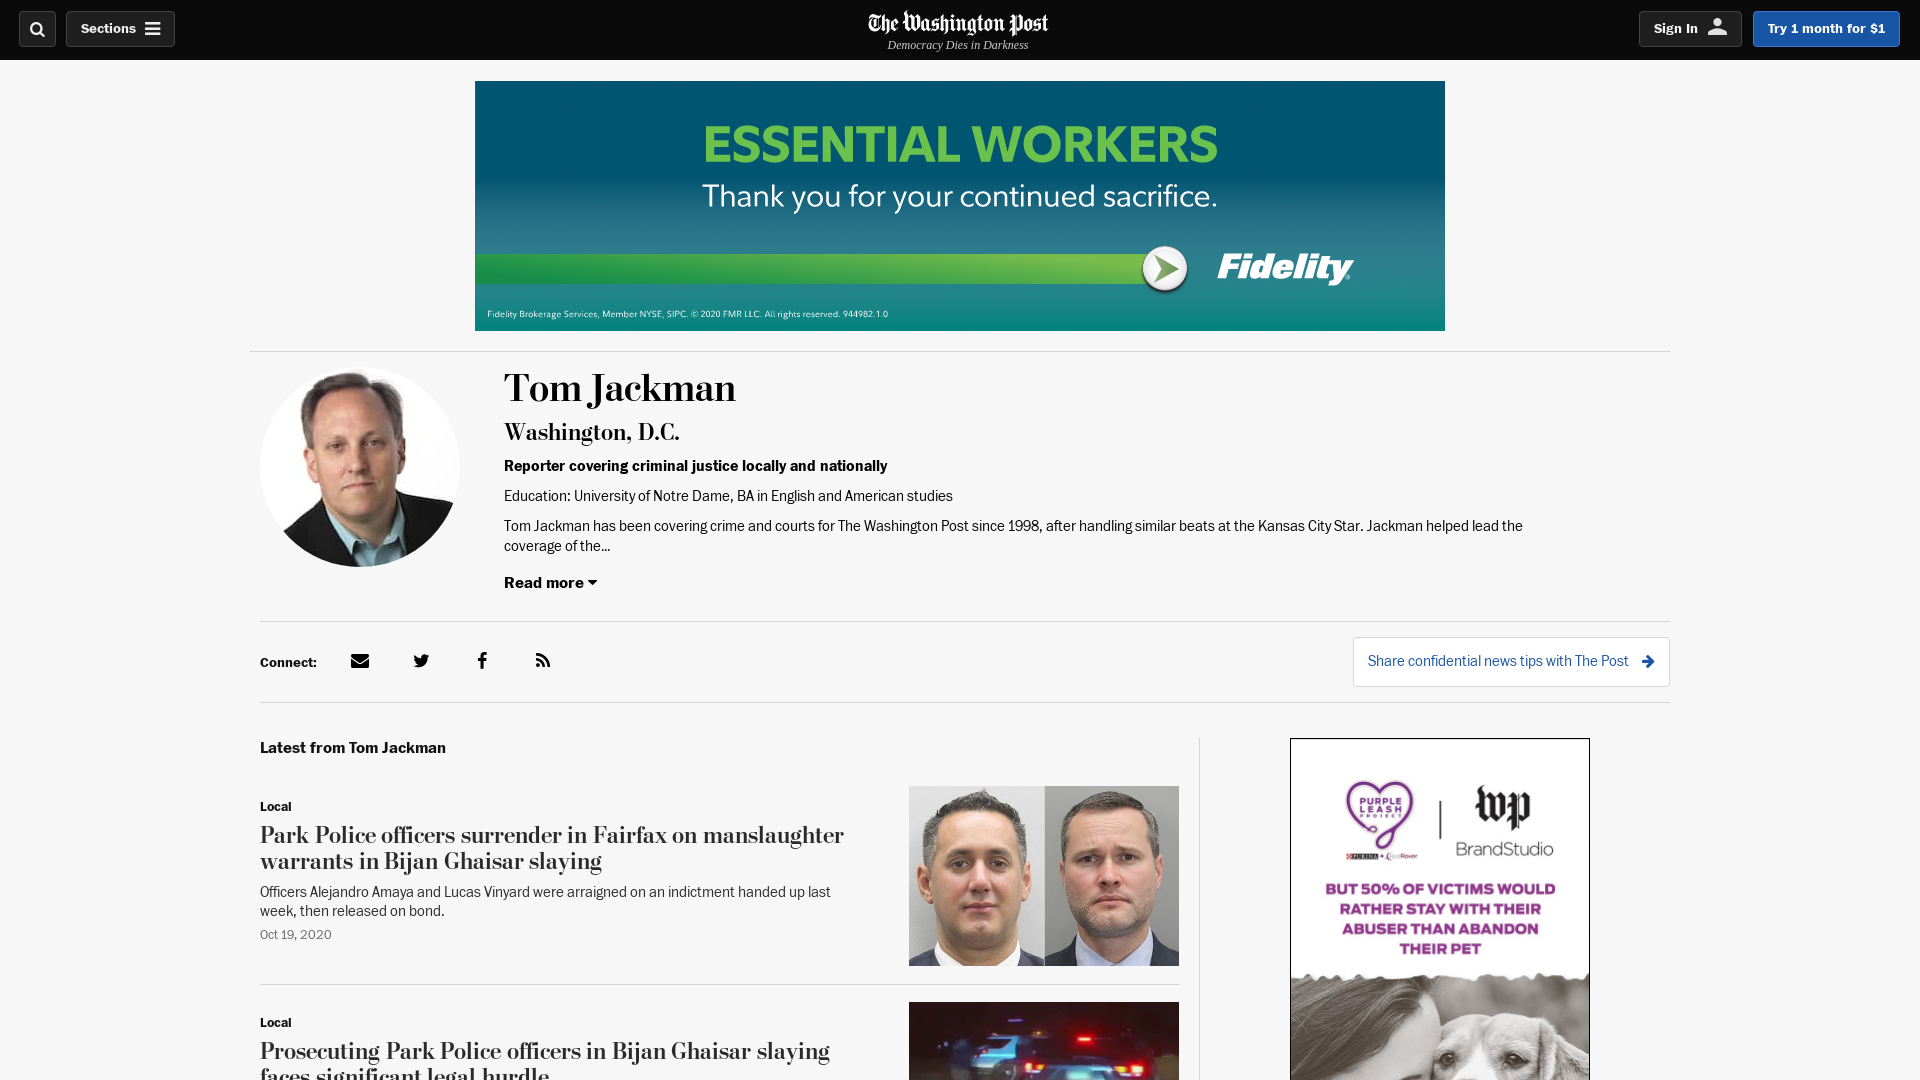 Sections
The Washington Post
Democracy Dies in Darkness
Sign In
Try 1 month for $1
ESSENTIAL WORKERS
Thank you for your continued sacrifice.
Fidelity
Fidelity Brokerage Services, Member NYSE, SIPC. © 2020 FMR LLC. All rights reserved. 944982.1.0
Tom Jackman
Washington, D.C.
Reporter covering criminal justice locally and nationally
Education: University of Notre Dame, BA in English and American studies
Tom Jackman has been covering crime and courts for The Washington Post since 1998, after handling similar beats at the Kansas City Star. Jackman helped lead the
coverage of the...
Read more
Connect:
Share confidential news tips with The Post
Latest from Tom Jackman
Local
Park Police officers surrender in Fairfax on manslaughter
warrants in Bijan Ghaisar slaying
Officers Alejandro Amaya and Lucas Vinyard were arraigned on an indictment handed up last
week, then released on bond.
Oct 19, 2020
Local
Prosecuting Park Police officers in Bijan Ghaisar slaying
faces significant legal hurdle
PURPLE
LEASH
PROJECT
PURINA + RedRover
wp
BrandStudio
BUT 50% OF VICTIMS WOULD
RATHER STAY WITH THEIR
ABUSER THAN ABANDON
THEIR PET